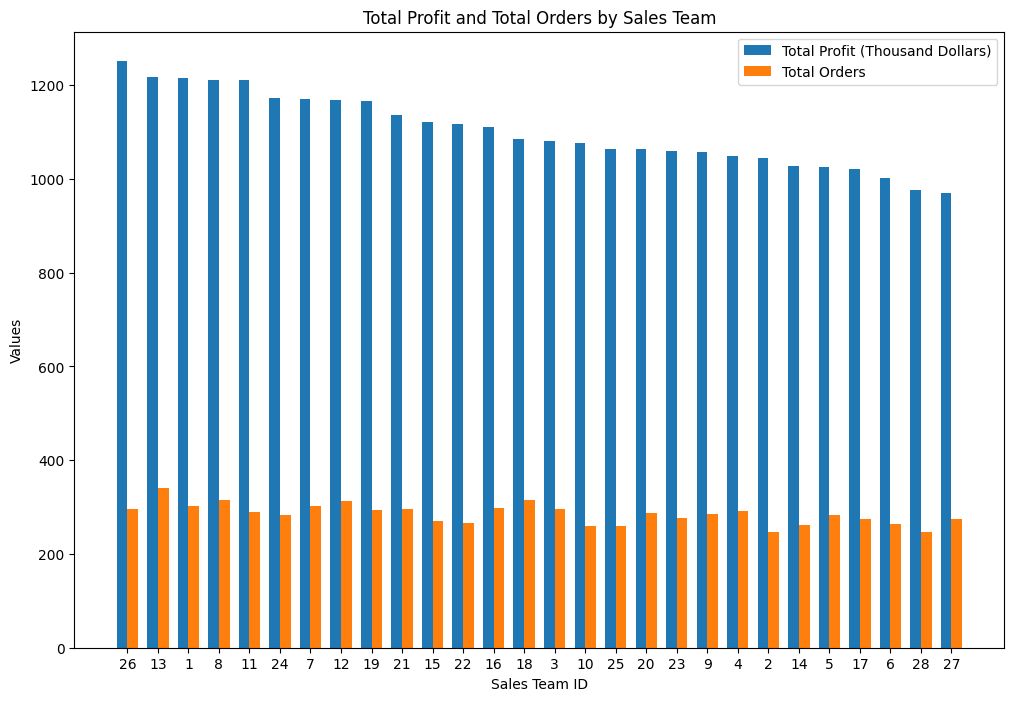 Total Profit and Total Orders by Sales Team
Total Profit (Thousand Dollars)
Total Orders
Values
1200
1000
800
600
400
200
0
26 13 1 8 11 24 7 12 19 21 15 22 16 18 3 10 25 20 23 9 4 2 14 5 17 6 28 27
Sales Team ID